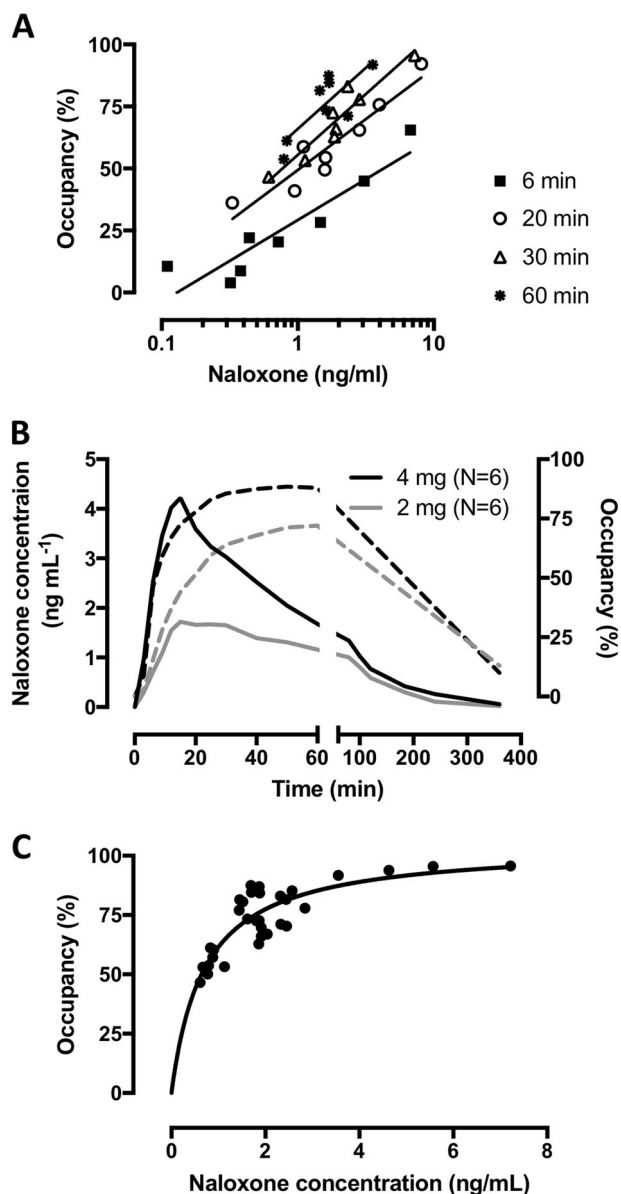 A
100
75
50
25
0
Occupancy (%)
0.1
1
10
Naloxone (ng/ml)
6 min
20 min
30 min
60 min
B
5
4
3
2
1
0
Naloxone concentraion
(ng mL-1)
4 mg (N=6)
2 mg (N=6)
100
75
50
25
0
Occupancy (%)
0 20 40 60 100 200 300 400
Time (min)
C
100
75
50
25
0
Occupancy (%)
0 2 4 6 8
Naloxone concentration (ng/mL)